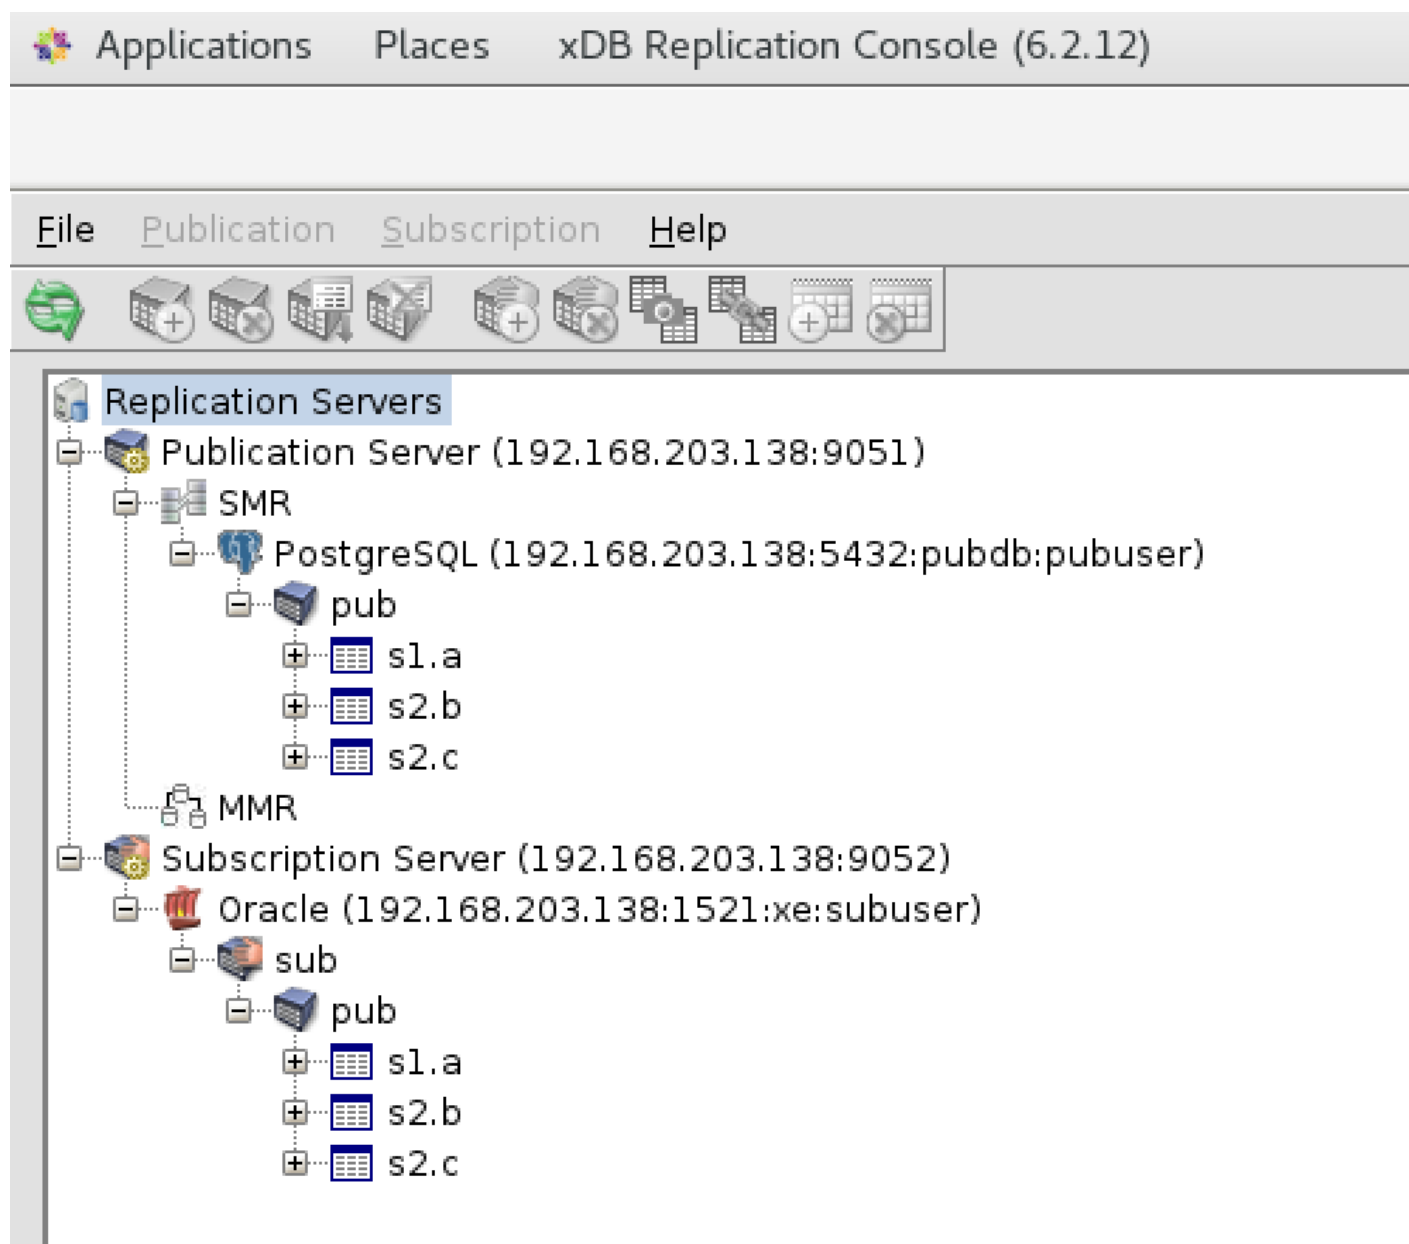 Applications Places xDB Replication Console (6.2.12)
File Publication Subscription Help
Replication Servers
Publication Server (192.168.203.138:9051)
SMR
PostgreSQL (192.168.203.138:5432:pubdb:pubuser)
pub
s1.a
s2.b
s2.c
MMR
Subscription Server (192.168.203.138:9052)
Oracle (192.168.203.138:1521:xe:subuser)
sub
pub
s1.a
s2.b
s2.c